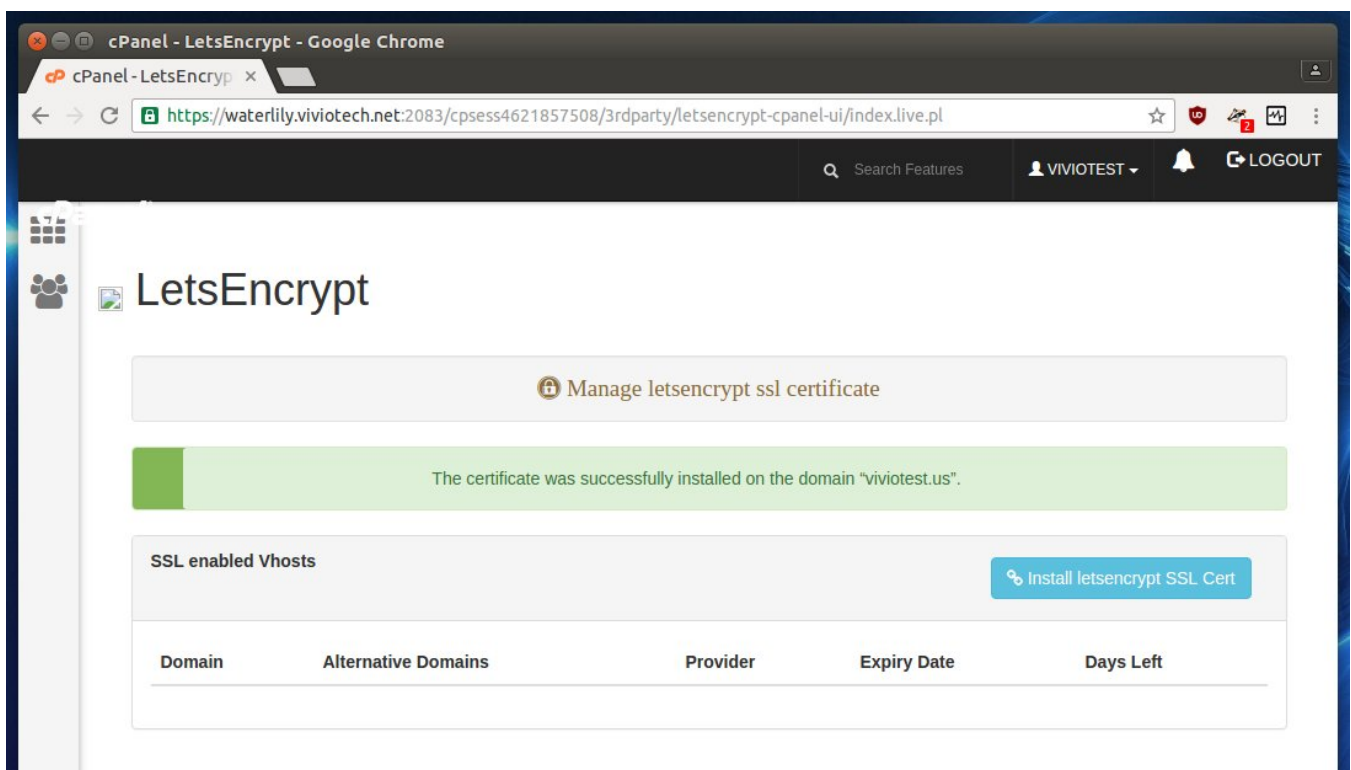 cPanel - LetsEncrypt - Google Chrome
cPanel - LetsEncryp
https://waterlily.viviotech.net:2083/cpsess4621857508/3rdparty/letsencrypt-cpanel-ui/index.live.pl
2
Search Features
VIVIOTEST
LOGOUT
LetsEncrypt
Manage letsencrypt ssl certificate
The certificate was successfully installed on the domain “viviotest.us”.
SSL enabled Vhosts
Install letsencrypt SSL Cert
Domain Alternative Domains Provider Expiry Date Days Left